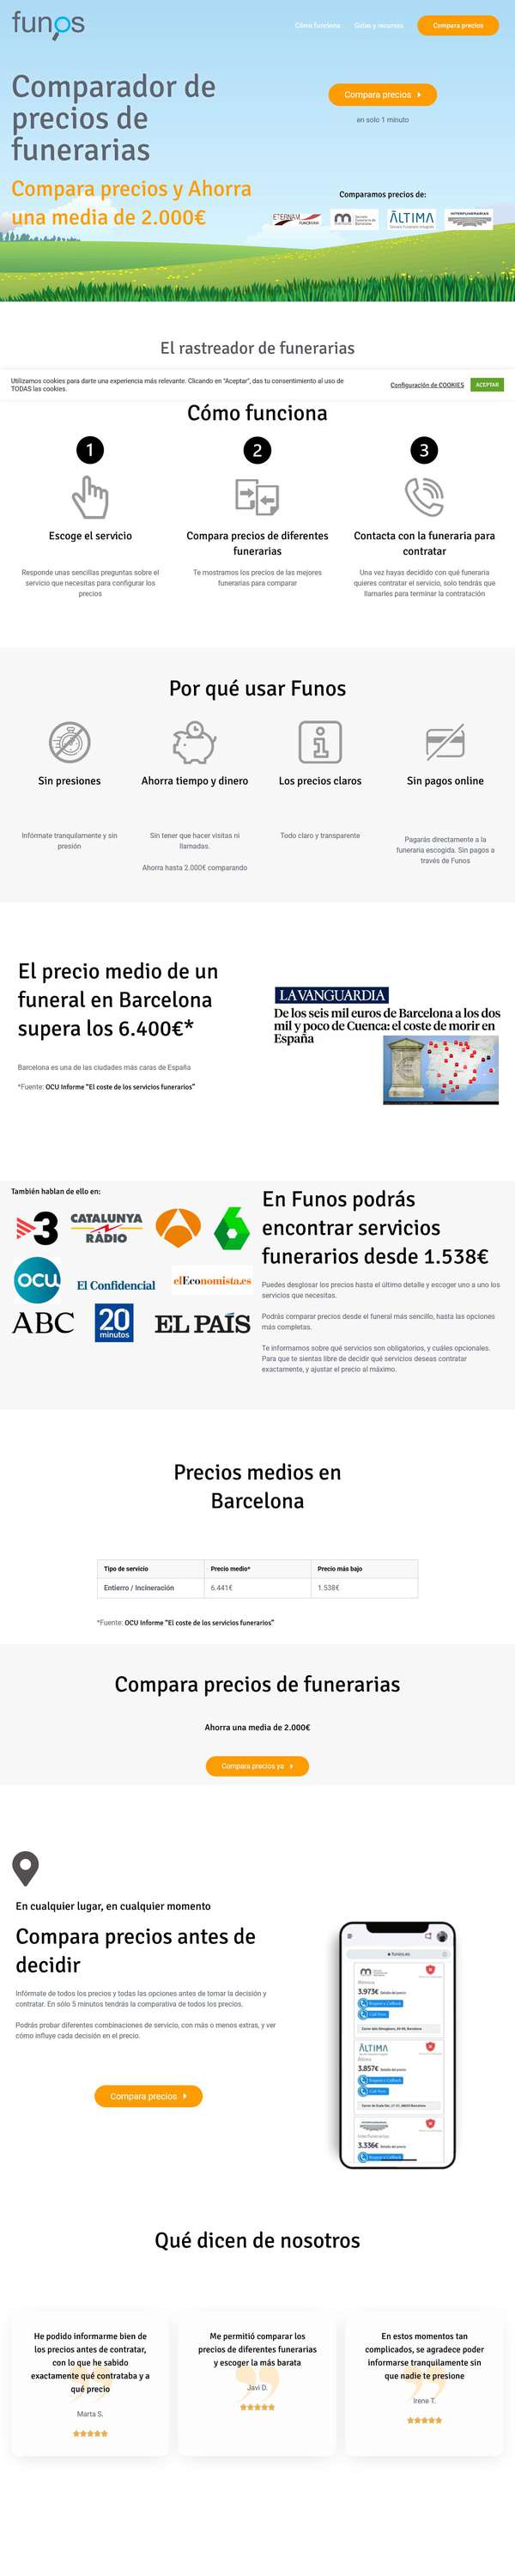 funos
Cómo funciona
Guías y recursos
Compara precios
Comparador de
precios de
funerarias
Compara precios y Ahorra
una media de 2.000€
Compara precios
en solo 1 minuto
Comparamos precios de:
ETERNAM
ÀLTIMA
Serveis Funeraris Integrals
INTERFUNERARIAS
El rastreador de funerarias
Utilizamos cookies para darte una experiencia más relevante. Clicando en "Aceptar", das tu consentimiento al uso de
TODAS las cookies.
Configuración de COOKIES
ACEPTAR
Cómo funciona
1
2
3
Escoge el servicio
Responde unas sencillas preguntas sobre el
servicio que necesitas para configurar los
precios
Compara precios de diferentes
funerarias
Te mostramos los precios de las mejores
funerarias para comparar
Contacta con la funeraria para
contratar
Una vez hayas decidido con qué funeraria
quieres contratar el servicio, solo tendrás que
llamarles para terminar la contratación
Por qué usar Funos
Sin presiones
Infórmate tranquilamente y sin
presión
Ahorra tiempo y dinero
Sin tener que hacer visitas ni
llamadas.
Ahorra hasta 2.000€ comparando
Los precios claros
Todo claro y transparente
Sin pagos online
Pagarás directamente a la
funeraria escogida. Sin pagos a
través de Funos
El precio medio de un
funeral en Barcelona
supera los 6.400€*
Barcelona es una de las ciudades más caras de España
*Fuente: OCU Informe "El coste de los servicios funerarios"
LA VANGUARDIA
De los seis mil euros de Barcelona a los dos
mil y poco de Cuenca: el coste de morir en
España
También hablan de ello en:
3
CATALUNYA
RÀDIO
6
OCU
El Confidencial
elEconomista.es
ABC
20
minutos
EL PAÍS
En Funos podrás
encontrar servicios
funerarios desde 1.538€
Puedes desglosar los precios hasta el último detalle y escoger uno a uno los
servicios que necesitas.
Podrás comparar precios desde el funeral más sencillo, hasta las opciones
más completas.
Te informamos sobre qué servicios son obligatorios, y cuáles opcionales.
Para que te sientas libre de decidir qué servicios deseas contratar
exactamente, y ajustar el precio al máximo.
Precios medios en
Barcelona
Tipo de servicio
Precio medio*
Precio más bajo
Entierro / Incineración
6.441€
1.538€
*Fuente: OCU Informe "El coste de los servicios funerarios"
Compara precios de funerarias
Ahorra una media de 2.000€
Compara precios ya
En cualquier lugar, en cualquier momento
Compara precios antes de
decidir
Infórmate de todos los precios y todas las opciones antes de tomar la decisión y
contratar. En sólo 5 minutos tendrás la comparativa de todos los precios.
Podrás probar diferentes combinaciones de servicio, con más o menos extras, y ver
cómo influye cada decisión en el precio.
Compara precios
funos.es
3.973€
ÀLTIMA
3.857€
3.336€
Qué dicen de nosotros
He podido informarme bien de
los precios antes de contratar,
con lo que he sabido
exactamente qué contrataba y a
qué precio
Marta S.
Me permitió comparar los
precios de diferentes funerarias
y escoger la más barata
Javi D.
En estos momentos tan
complicados, se agradece poder
informarse tranquilamente sin
que nadie te presione
Irene T.